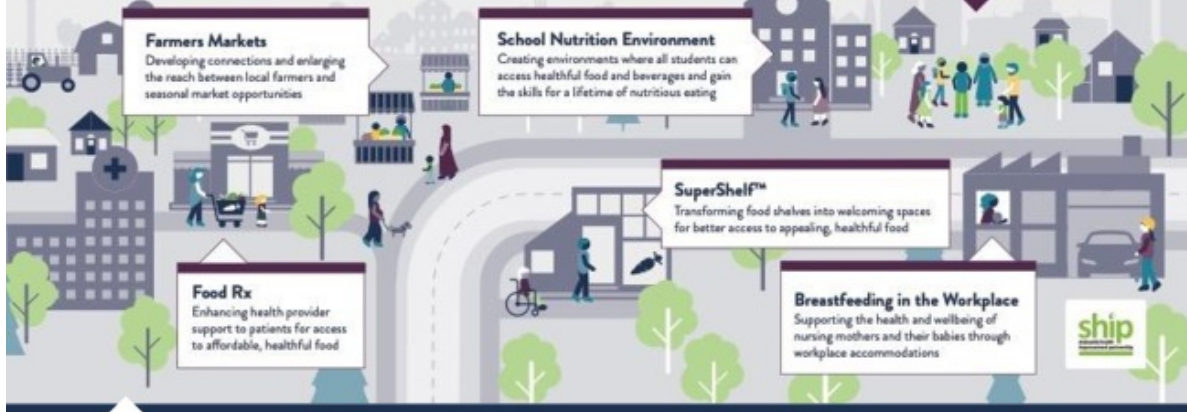 Farmers Markets
Developing connections and enlarging
the reach between local farmers and
seasonal market opportunities
School Nutrition Environment
Creating environments where all students can
access healthful food and beverages and gain
the skills for a lifetime of nutritious eating
SuperShelf™
Transforming food shelves into welcoming spaces
for better access to appealing, healthful food
Food Rx
Enhancing health provider
support to patients for access
to affordable, healthful food
Breastfeeding in the Workplace
Supporting the health and wellbeing of
nursing mothers and their babies through
workplace accommodations
ship